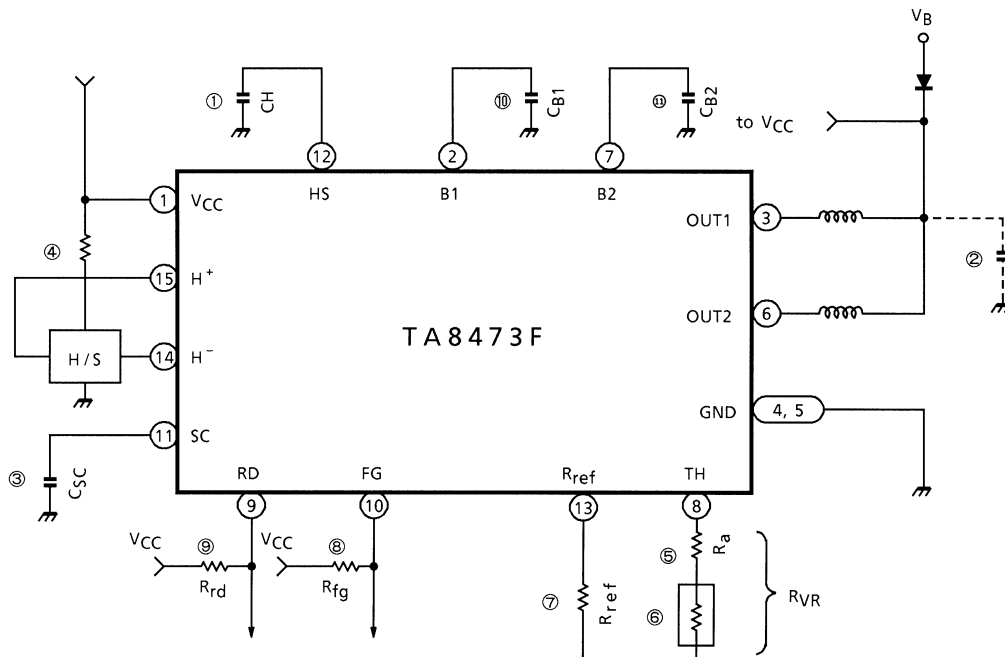 V_B
① CH
⑩ C_B1
⑪ C_B2
to V_CC
12
2
7
HS
B1
B2
1
V_CC
OUT1
3
④
②
15
H⁺
TA8473F
OUT2
6
H/S
14
H⁻
GND
4, 5
11
SC
③ C_SC
RD
FG
R_ref
TH
9
10
13
8
V_CC
⑨
R_rd
V_CC
⑧
R_fg
⑦
R_ref
⑤
R_a
⑥
R_VR